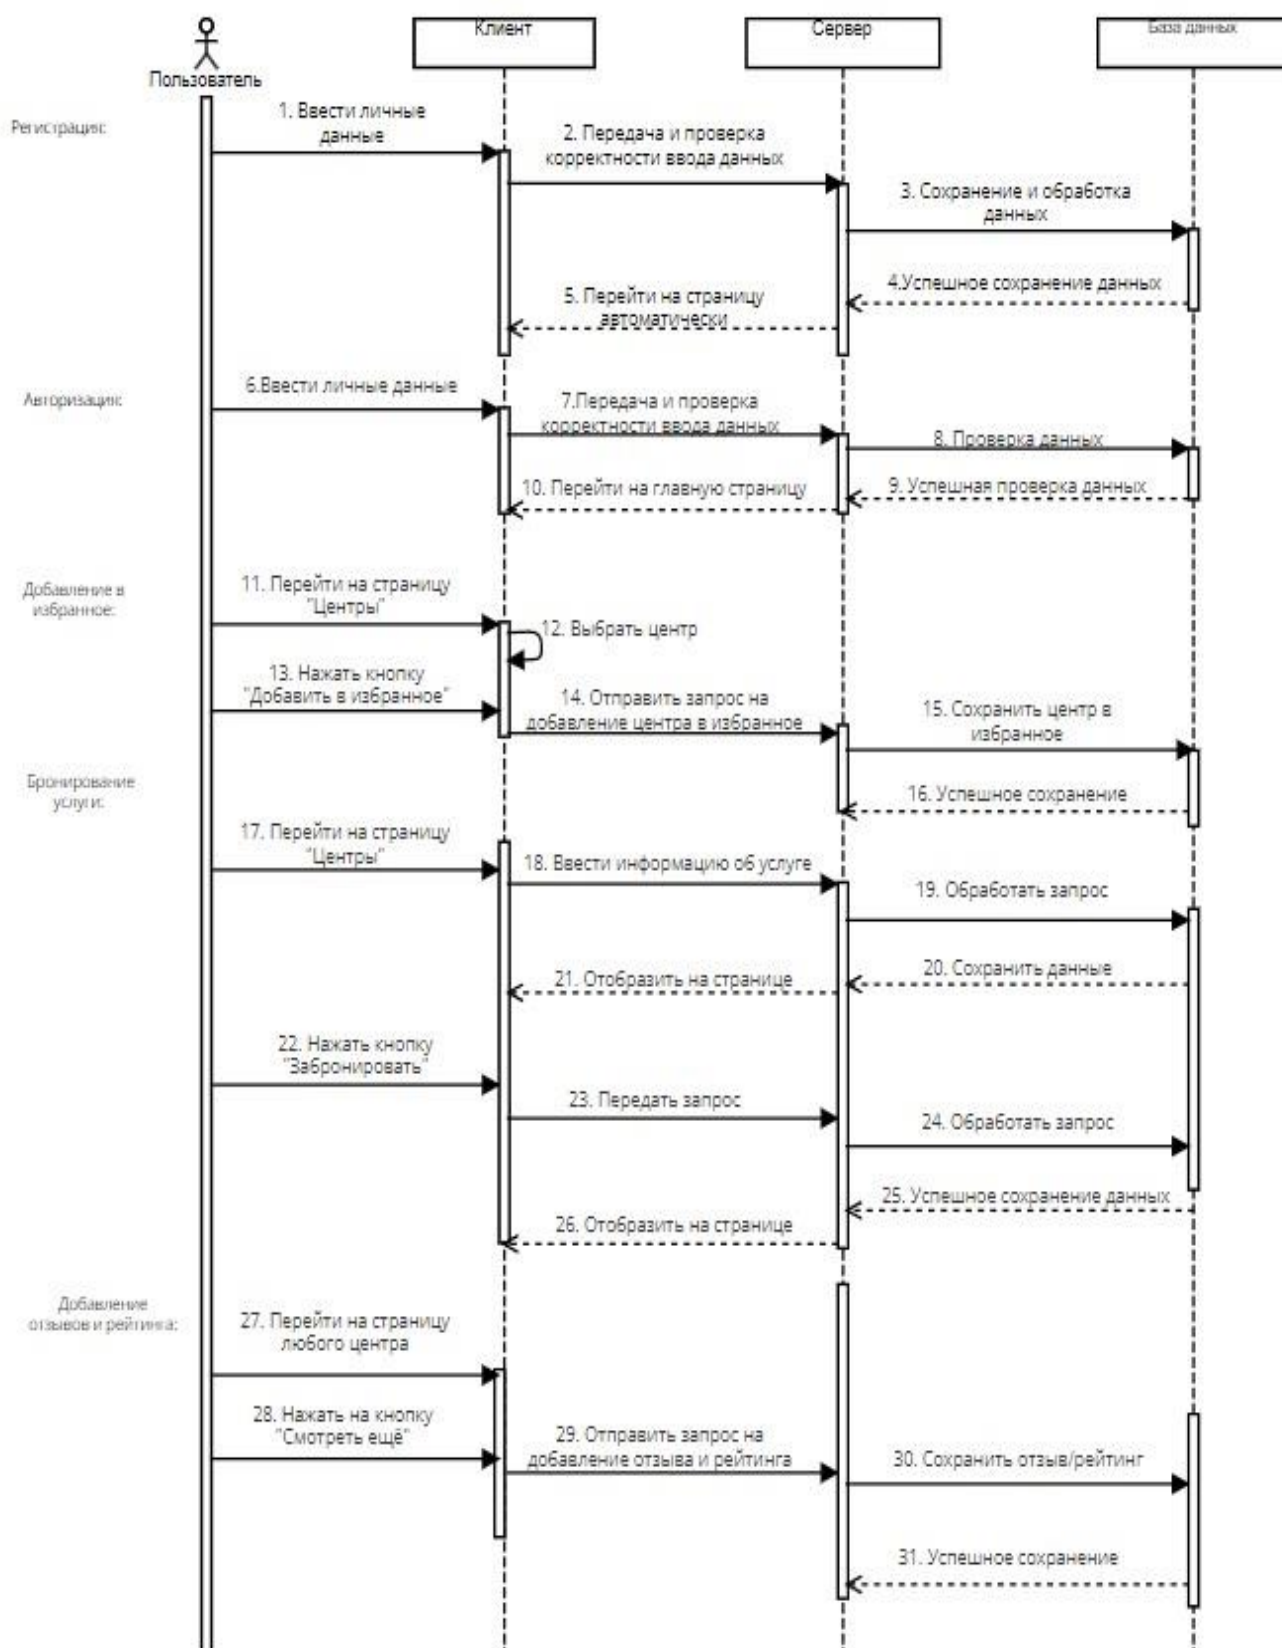 Клиент
Сервер
База данных
Пользователь
Регистрация:
1. Ввести личные
данные
2. Передача и проверка
корректности ввода данных
3. Сохранение и обработка
данных
4.Успешное сохранение данных
5. Перейти на страницу
автоматически
Авторизация:
6.Ввести личные данные
7.Передача и проверка
корректности ввода данных
8. Проверка данных
9. Успешная проверка данных
10. Перейти на главную страницу
Добавление в
избранное:
11. Перейти на страницу
"Центры"
12. Выбрать центр
13. Нажать кнопку
"Добавить в избранное"
14. Отправить запрос на
добавление центра в избранное
15. Сохранить центр в
избранное
16. Успешное сохранение
Бронирование
услуги:
17. Перейти на страницу
"Центры"
18. Ввести информацию об услуге
19. Обработать запрос
20. Сохранить данные
21. Отобразить на странице
22. Нажать кнопку
"Забронировать"
23. Передать запрос
24. Обработать запрос
25. Успешное сохранение данных
26. Отобразить на странице
Добавление
отзывов и рейтинга:
27. Перейти на страницу
любого центра
28. Нажать на кнопку
"Смотреть ещё"
29. Отправить запрос на
добавление отзыва и рейтинга
30. Сохранить отзыв/рейтинг
31. Успешное сохранение